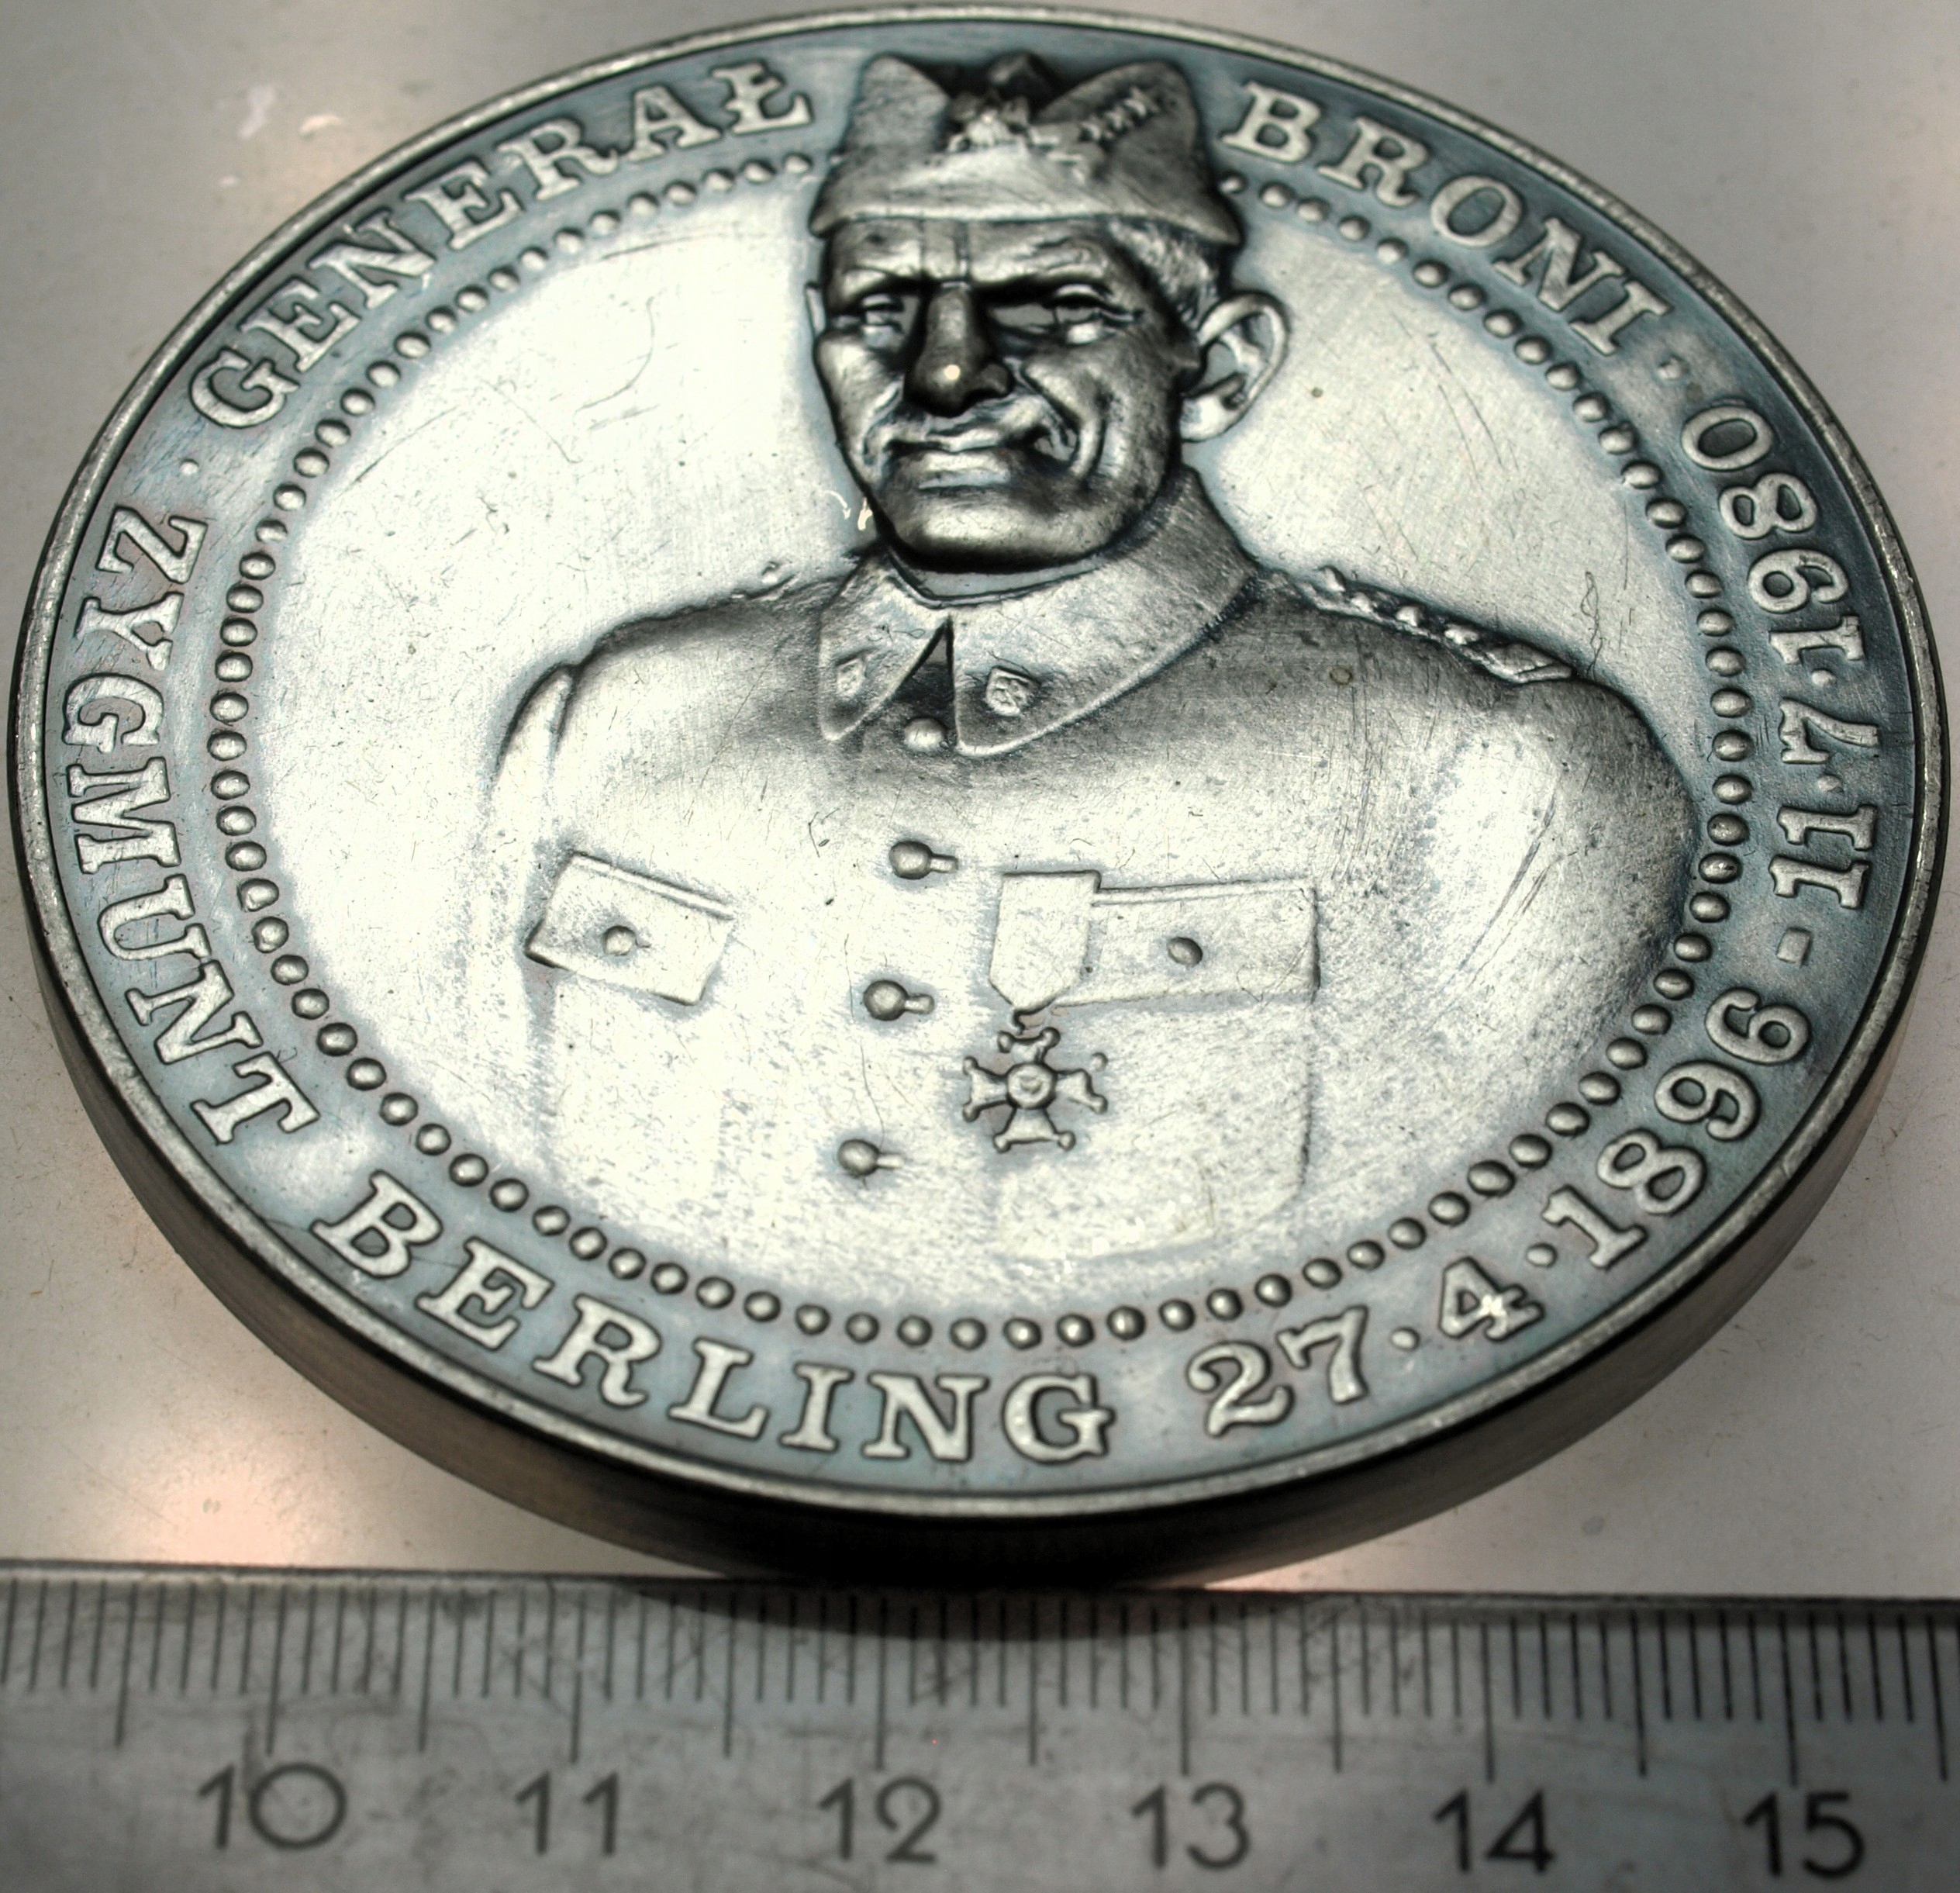 GENERAŁ BRONI · ZYGMUNT BERLING 27·4·1896 - 11·7·1980
10 11 12 13 14 15